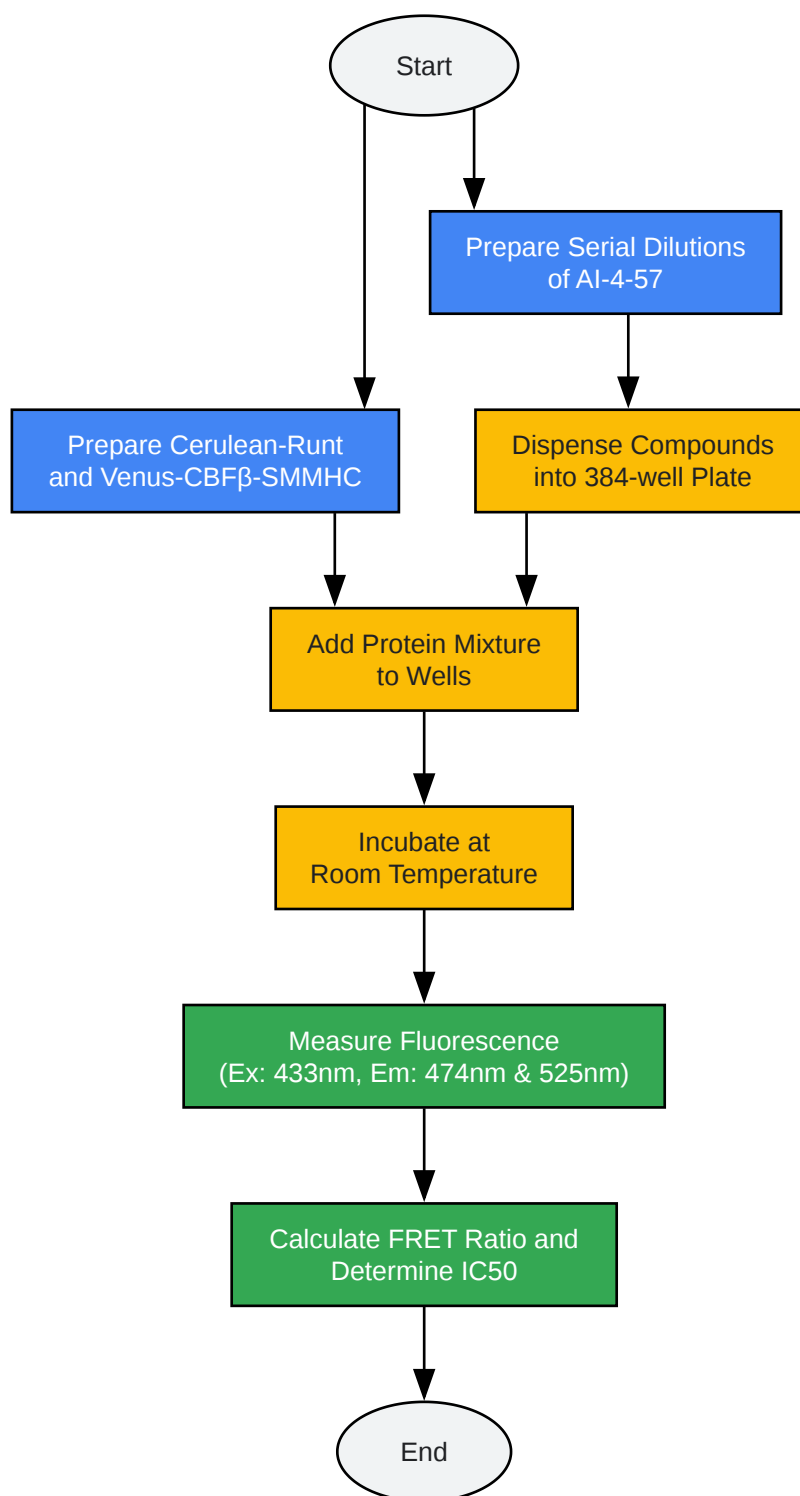 Start
Prepare Serial Dilutions
of AI-4-57
Prepare Cerulean-Runt
and Venus-CBFβ-SMMHC
Dispense Compounds
into 384-well Plate
Add Protein Mixture
to Wells
Incubate at
Room Temperature
Measure Fluorescence
(Ex: 433nm, Em: 474nm & 525nm)
Calculate FRET Ratio and
Determine IC50
End